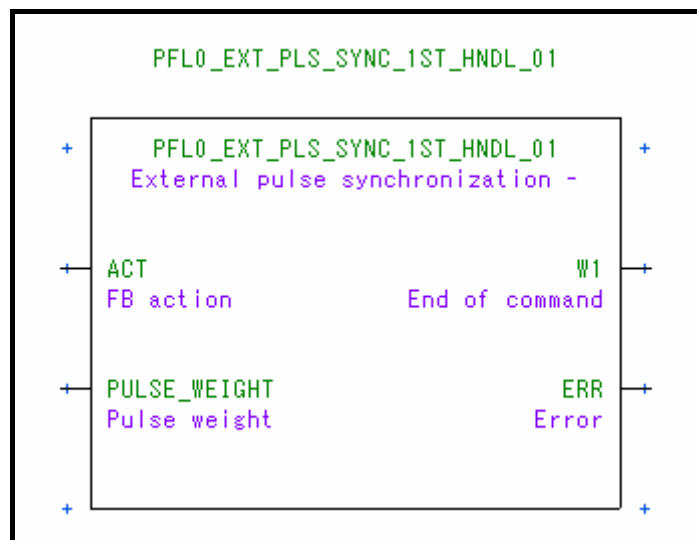 PFL0_EXT_PLS_SYNC_1ST_HNDL_01
PFL0_EXT_PLS_SYNC_1ST_HNDL_01
External pulse synchronization -
ACT W1
FB action End of command
PULSE_WEIGHT ERR
Pulse weight Error